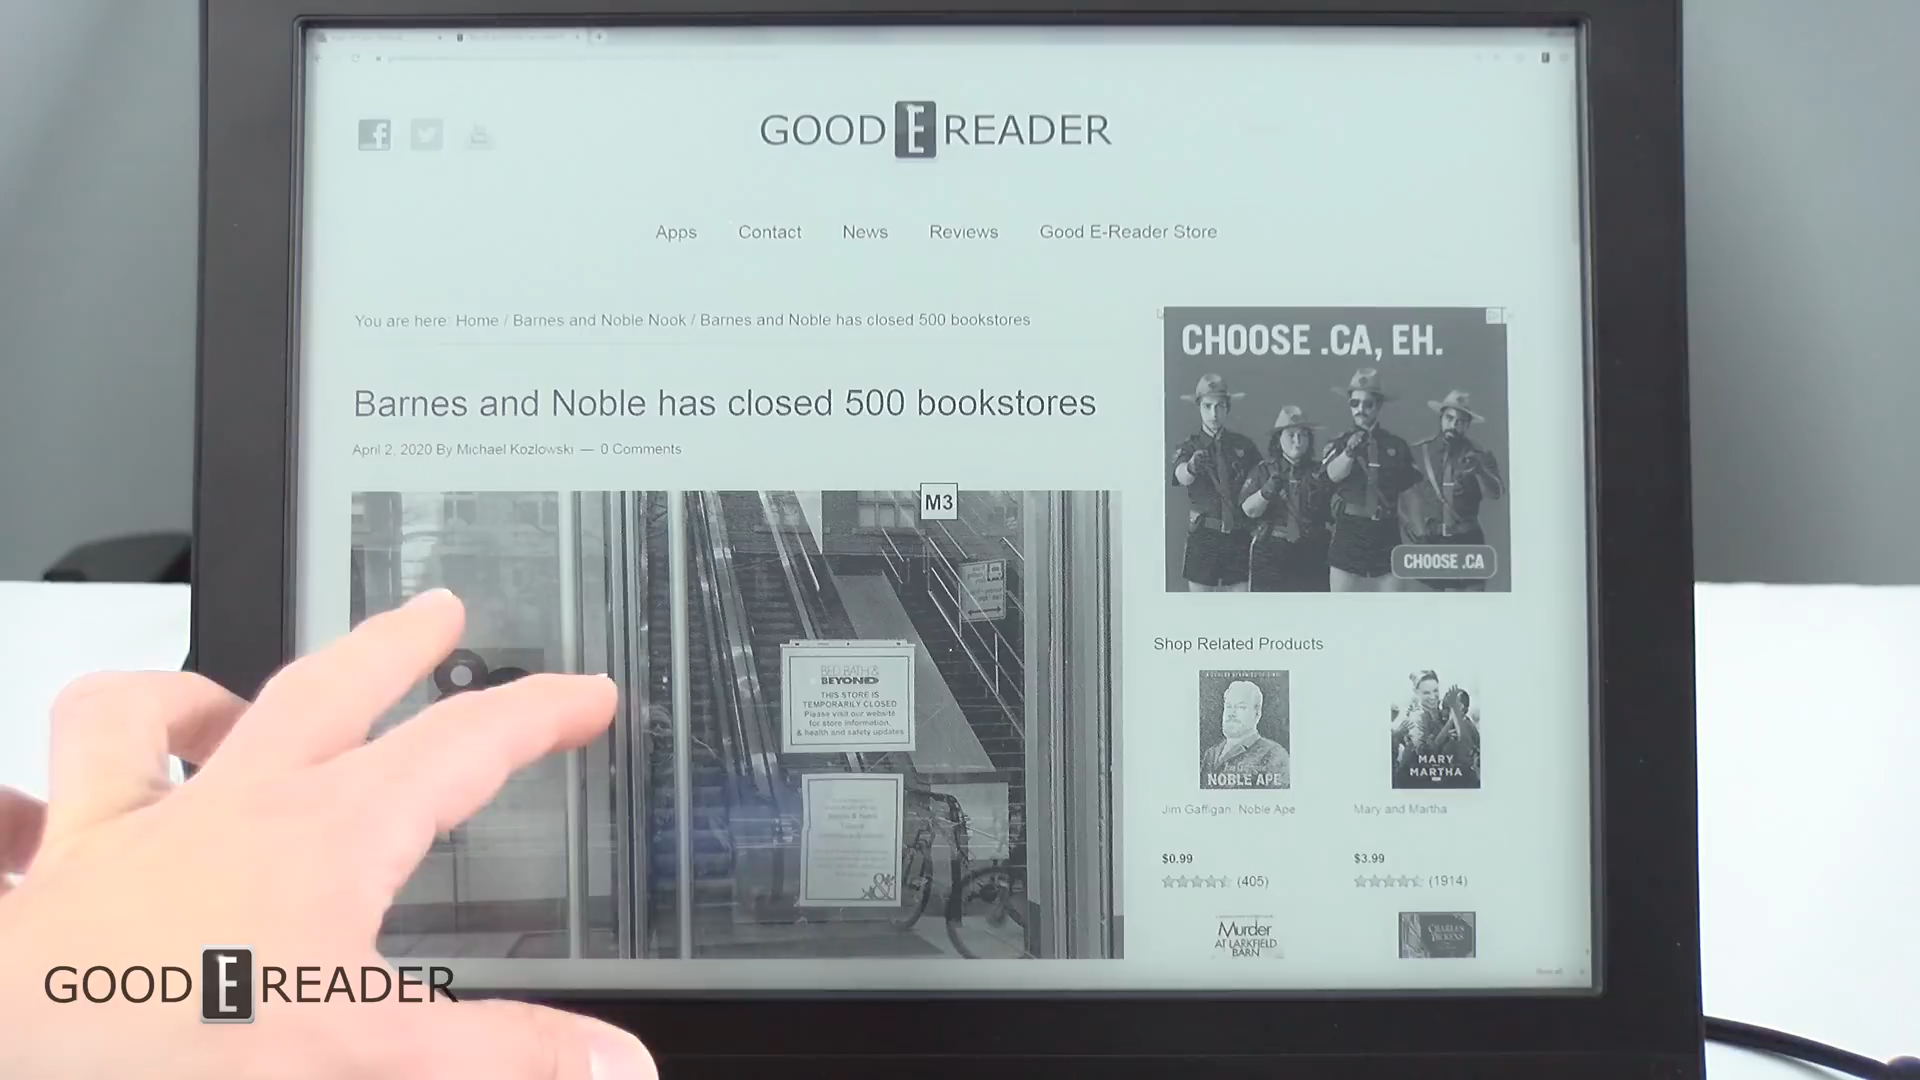 GOOD E READER
Apps Contact News Reviews Good E-Reader Store
You are here: Home / Barnes and Noble Nook / Barnes and Noble has closed 500 bookstores
Barnes and Noble has closed 500 bookstores
April 2, 2020 By Michael Kozlowski — 0 Comments
M3
BED BATH &
BEYOND
THIS STORE IS
TEMPORARILY CLOSED
Please visit our website
for store information,
& health and safety updates
CHOOSE .CA, EH.
CHOOSE .CA
Shop Related Products
NOBLE APE
MARY
AND
MARTHA
Jim Gaffigan: Noble Ape
Mary and Martha
$0.99
$3.99
(405)
(1914)
Murder
AT LARKFIELD
BARN
CHARLES
DICKENS
GOOD E READER